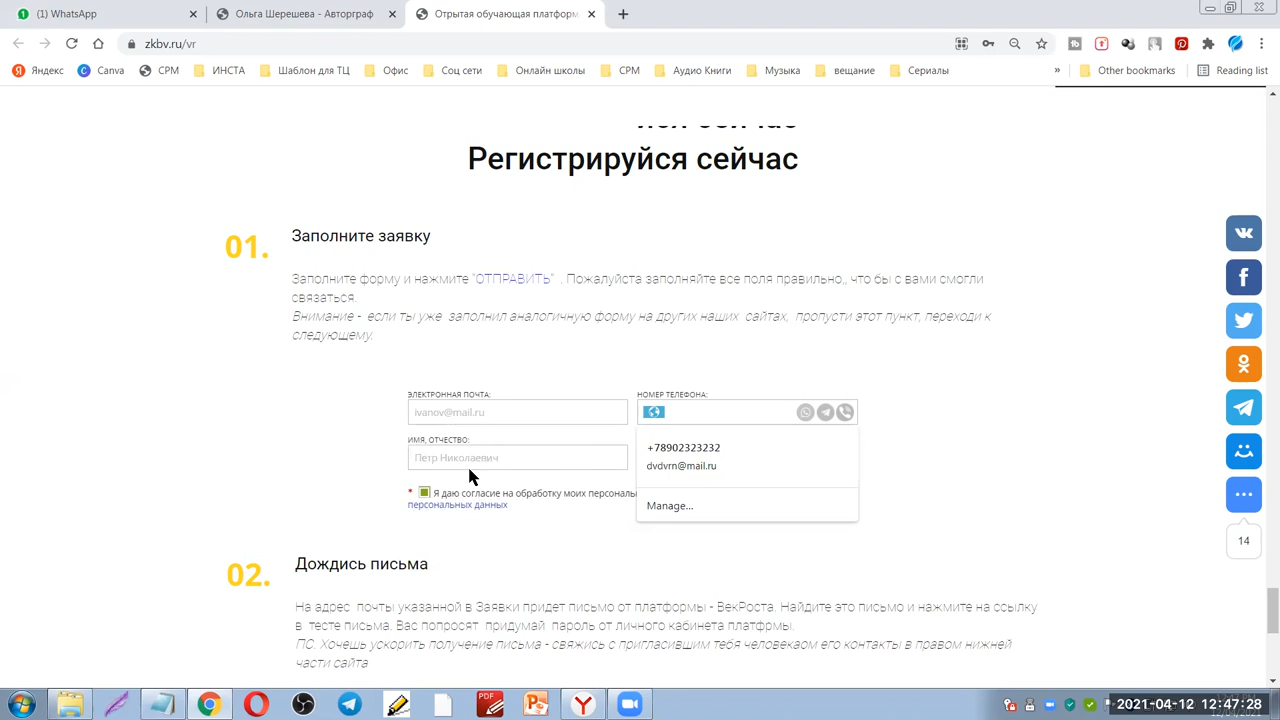 (1) WhatsApp
Ольга Шерешева - Авторграф
Отрытая обучающая платформ
zkbv.ru/vr
Яндекс
Canva
СРМ
ИНСТА
Шаблон для ТЦ
Офис
Соц сети
Онлайн школы
СРМ
Аудио Книги
Музыка
вещание
Сериалы
»
Other bookmarks
Reading list
Регистрируйся сейчас
01.
Заполните заявку
Заполните форму и нажмите "ОТПРАВИТЬ" . Пожалуйста заполняйте все поля правильно,, что бы с вами смогли
связаться.
Внимание - если ты уже заполнил аналогичную форму на других наших сайтах, пропусти этот пункт, переходи к
следующему.
ЭЛЕКТРОННАЯ ПОЧТА:
НОМЕР ТЕЛЕФОНА:
ivanov@mail.ru
ИМЯ, ОТЧЕСТВО:
Петр Николаевич
+78902323232
dvdvrn@mail.ru
Manage...
* Я даю согласие на обработку моих персональ
персональных данных
14
02.
Дождись письма
На адрес почты указанной в Заявки придет письмо от платформы - ВекРоста. Найдите это письмо и нажмите на ссылку
в тесте письма. Вас попросят придумай пароль от личного кабинета платфрмы.
ПС. Хочешь ускорить получение письма - свяжись с пригласившим тебя человекаом его контакты в правом нижней
части сайта
2021-04-12 12:47:28